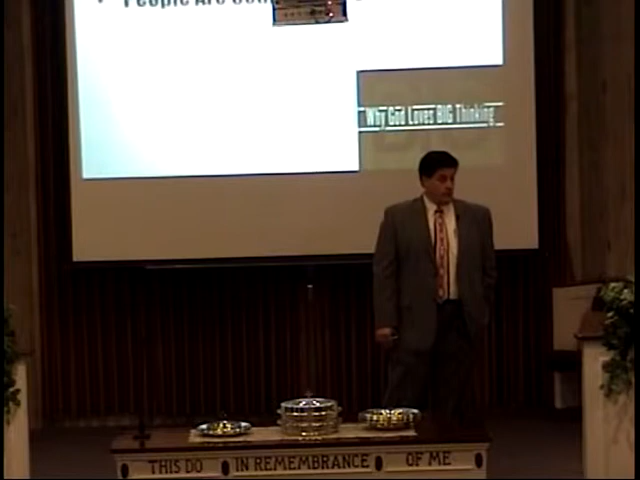 • People Are
Why God Loves BIG Thinking
THIS DO IN REMEMBRANCE OF ME